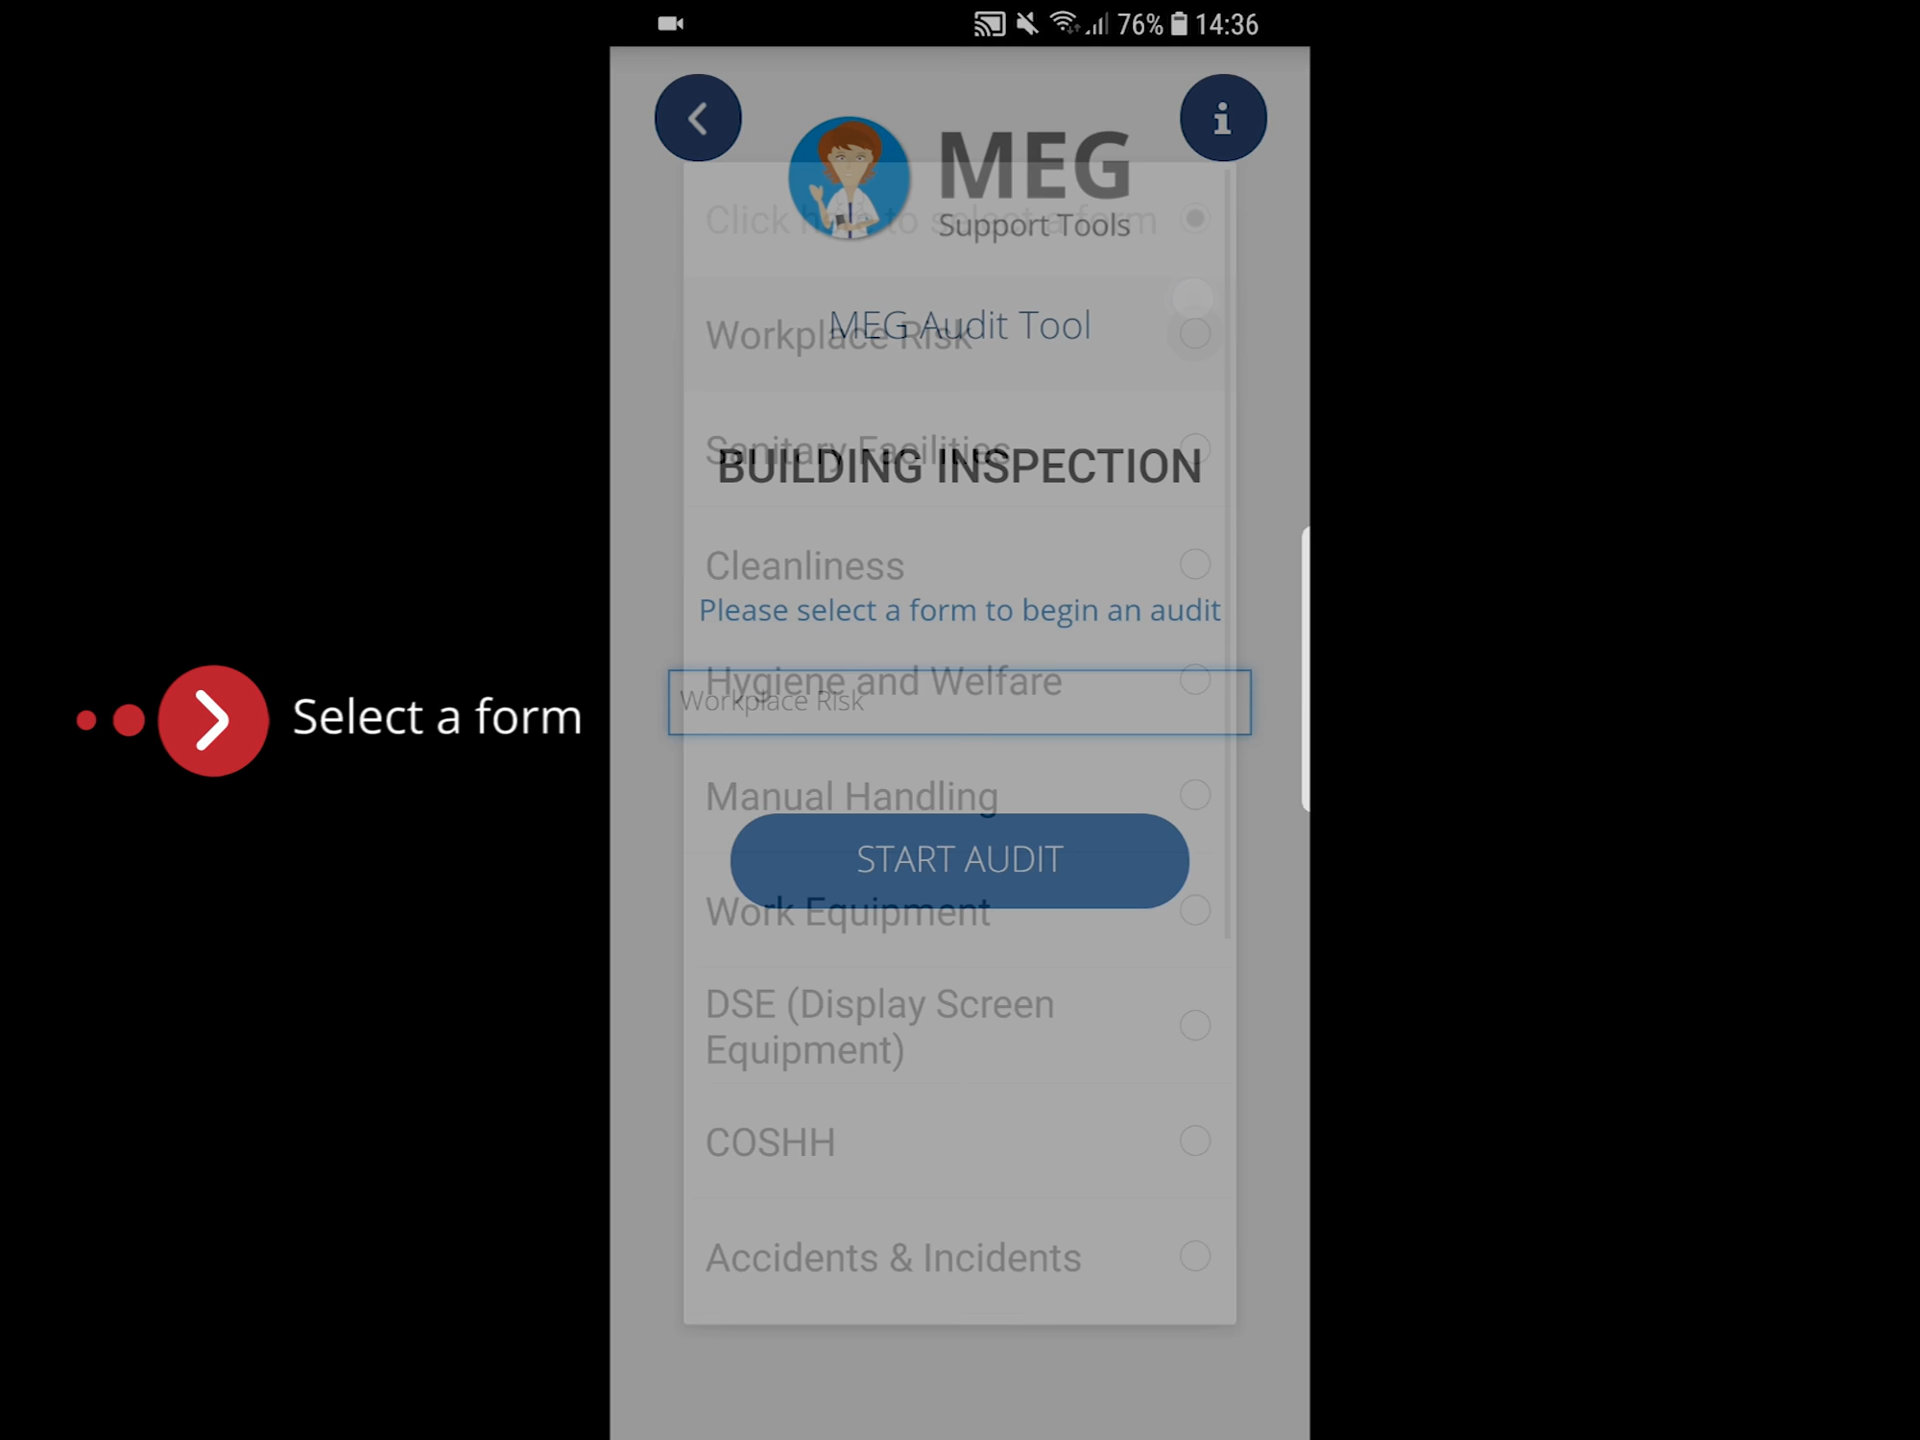 76% 14:36
MEG
Support Tools
Click here to select a form
MEG Audit Tool
Workplace Risk
Sanitary Facilities
BUILDING INSPECTION
Cleanliness
Please select a form to begin an audit
Hygiene and Welfare
Workplace Risk
Select a form
Manual Handling
START AUDIT
Work Equipment
DSE (Display Screen
Equipment)
COSHH
Accidents & Incidents